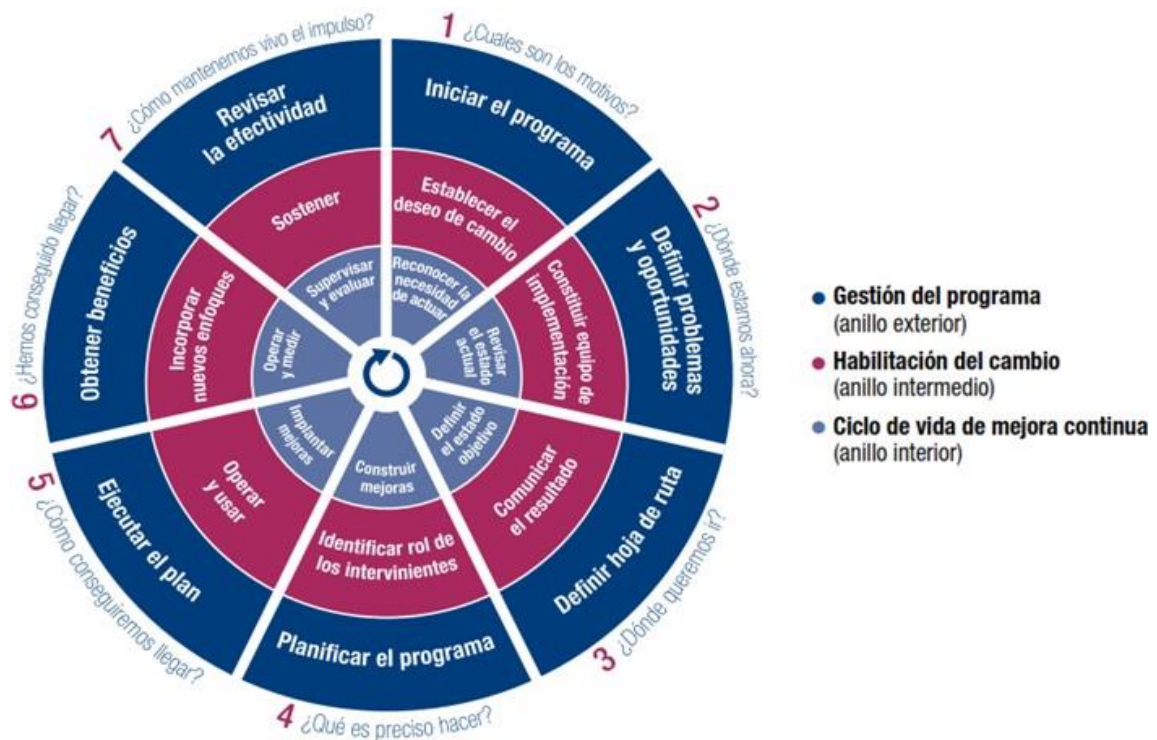 1 ¿Cuales son los motivos?
Iniciar el programa
Establecer el
deseo de cambio
Reconocer la
necesidad
de actuar
2 ¿Dónde estamos ahora?
Definir problemas
y oportunidades
Constituir equipo de
implementación
Revisar
el estado
actual
3 ¿Dónde queremos ir?
Definir hoja de ruta
Comunicar
el resultado
Definir
el estado
objetivo
4 ¿Qué es preciso hacer?
Planificar el programa
Identificar rol de
los intervinientes
Construir
mejoras
5 ¿Cómo conseguiremos llegar?
Ejecutar el plan
Operar
y usar
Implantar
mejoras
6 ¿Hemos conseguido llegar?
Obtener beneficios
Incorporar
nuevos enfoques
Operar
y medir
7 ¿Cómo mantenemos vivo el impulso?
Revisar
la efectividad
Sostener
Supervisar
y evaluar
Gestión del programa
(anillo exterior)
Habilitación del cambio
(anillo intermedio)
Ciclo de vida de mejora continua
(anillo interior)